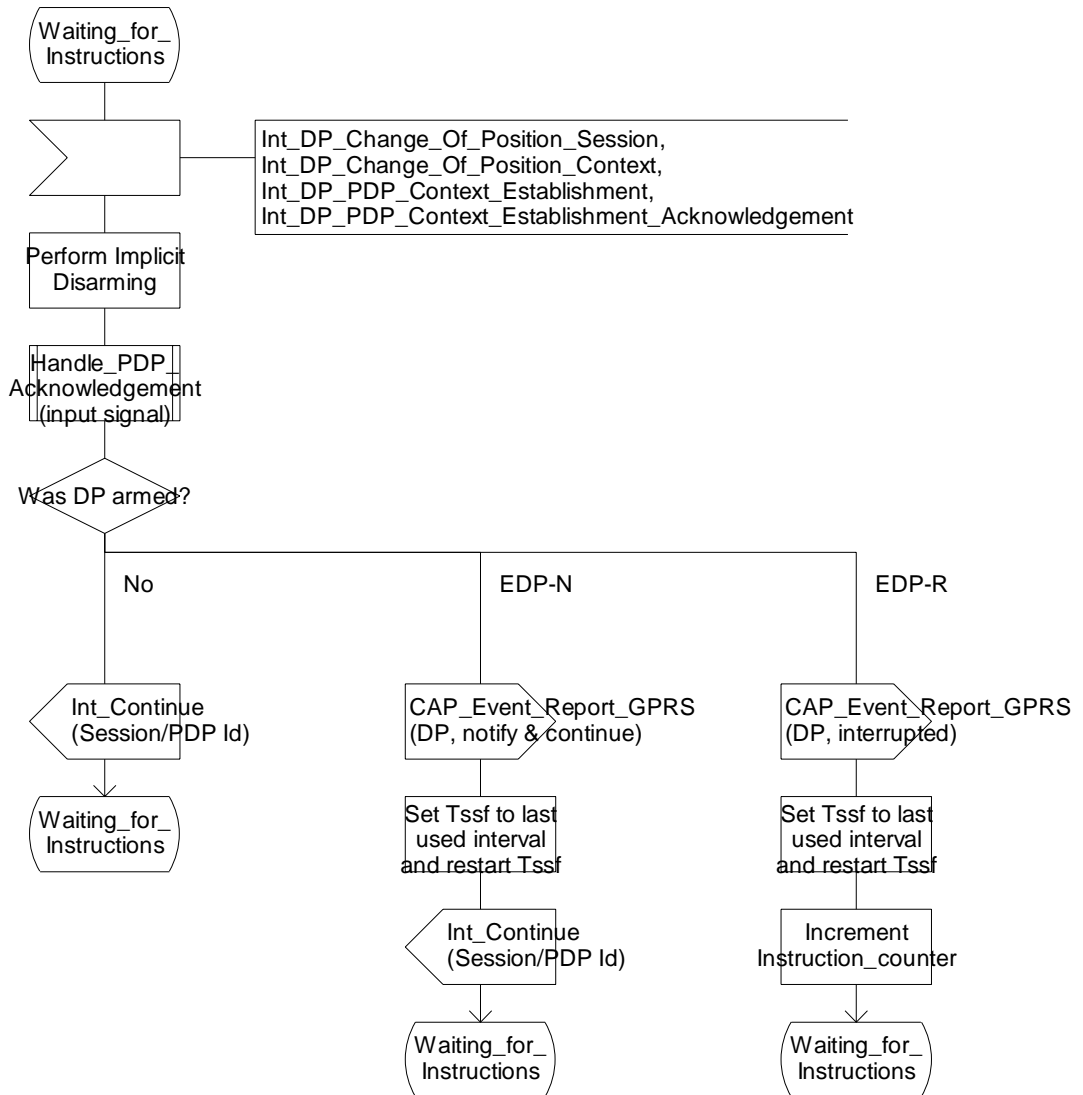 Waiting_for_
Instructions
Int_DP_Change_Of_Position_Session,
Int_DP_Change_Of_Position_Context,
Int_DP_PDP_Context_Establishment,
Int_DP_PDP_Context_Establishment_Acknowledgement
Perform Implicit
Disarming
Handle_PDP_
Acknowledgement
(input signal)
Was DP armed?
No
EDP-N
EDP-R
Int_Continue
(Session/PDP Id)
CAP_Event_Report_GPRS
(DP, notify & continue)
CAP_Event_Report_GPRS
(DP, interrupted)
Waiting_for_
Instructions
Set Tssf to last
used interval
and restart Tssf
Set Tssf to last
used interval
and restart Tssf
Int_Continue
(Session/PDP Id)
Increment
Instruction_counter
Waiting_for_
Instructions
Waiting_for_
Instructions